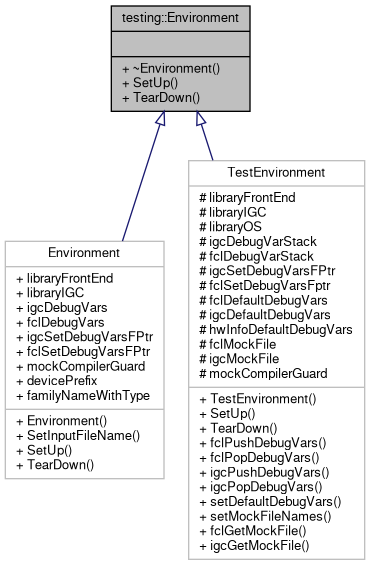 testing::Environment
+ ~Environment()
+ SetUp()
+ TearDown()
Environment
+ libraryFrontEnd
+ libraryIGC
+ igcDebugVars
+ fclDebugVars
+ igcSetDebugVarsFPtr
+ fclSetDebugVarsFPtr
+ mockCompilerGuard
+ devicePrefix
+ familyNameWithType
+ Environment()
+ SetInputFileName()
+ SetUp()
+ TearDown()
TestEnvironment
# libraryFrontEnd
# libraryIGC
# libraryOS
# igcDebugVarStack
# fclDebugVarStack
# igcSetDebugVarsFPtr
# fclSetDebugVarsFptr
# fclDefaultDebugVars
# igcDefaultDebugVars
# hwInfoDefaultDebugVars
# fclMockFile
# igcMockFile
# mockCompilerGuard
+ TestEnvironment()
+ SetUp()
+ TearDown()
+ fclPushDebugVars()
+ fclPopDebugVars()
+ igcPushDebugVars()
+ igcPopDebugVars()
+ setDefaultDebugVars()
+ setMockFileNames()
+ fclGetMockFile()
+ igcGetMockFile()